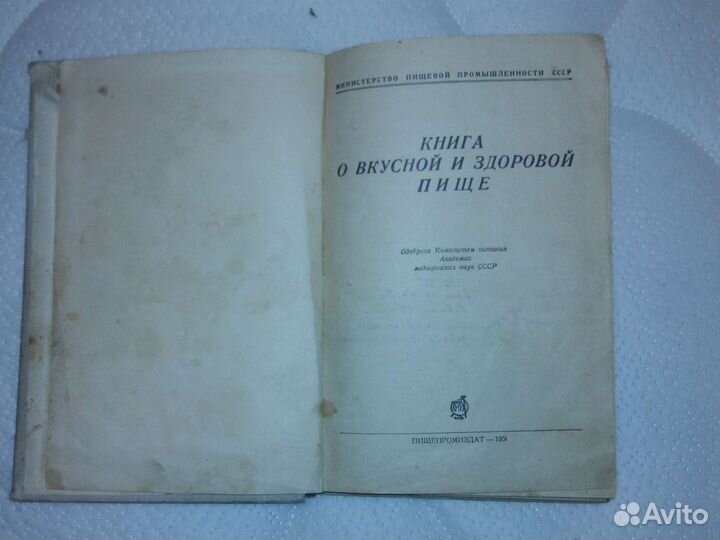 МИНИСТЕРСТВО ПИЩЕВОЙ ПРОМЫШЛЕННОСТИ СССР
КНИГА
О ВКУСНОЙ И ЗДОРОВОЙ
ПИЩЕ
Одобрена Комитетом питания
Академии
медицинских наук СССР
ПИЩЕПРОМИЗДАТ —
Avito